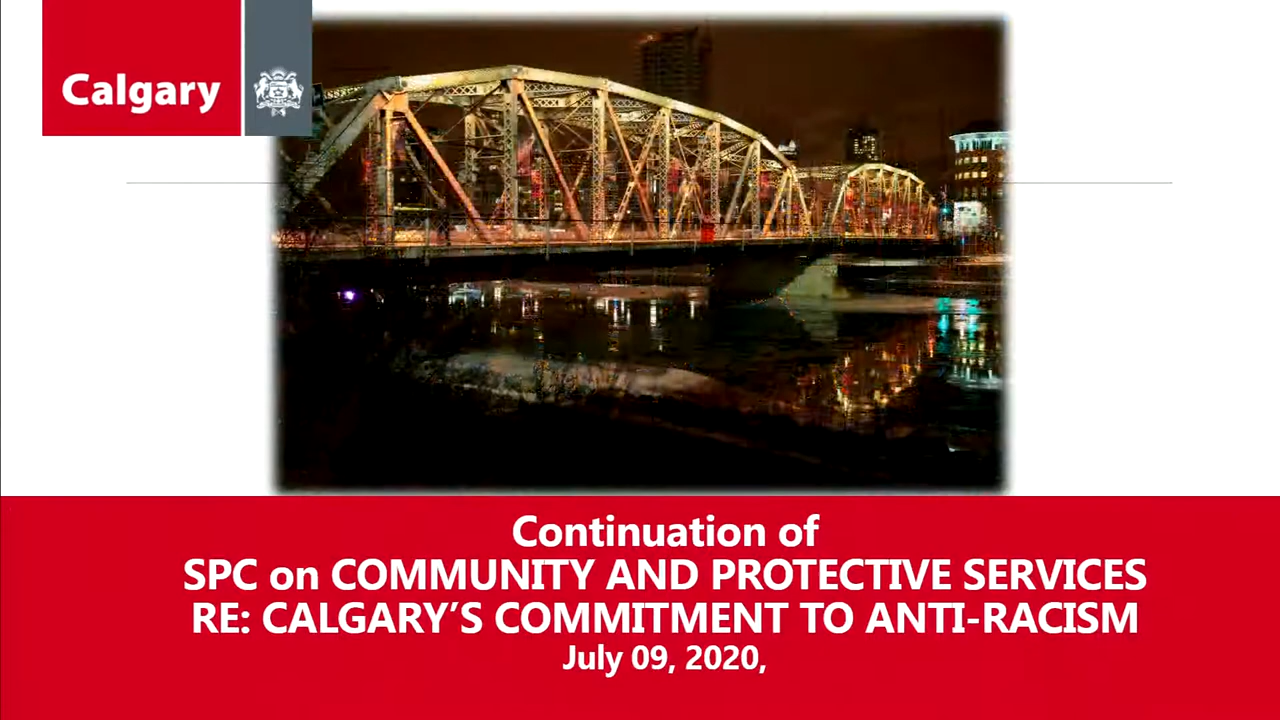 Calgary
Continuation of
SPC on COMMUNITY AND PROTECTIVE SERVICES
RE: CALGARY’S COMMITMENT TO ANTI-RACISM
July 09, 2020,